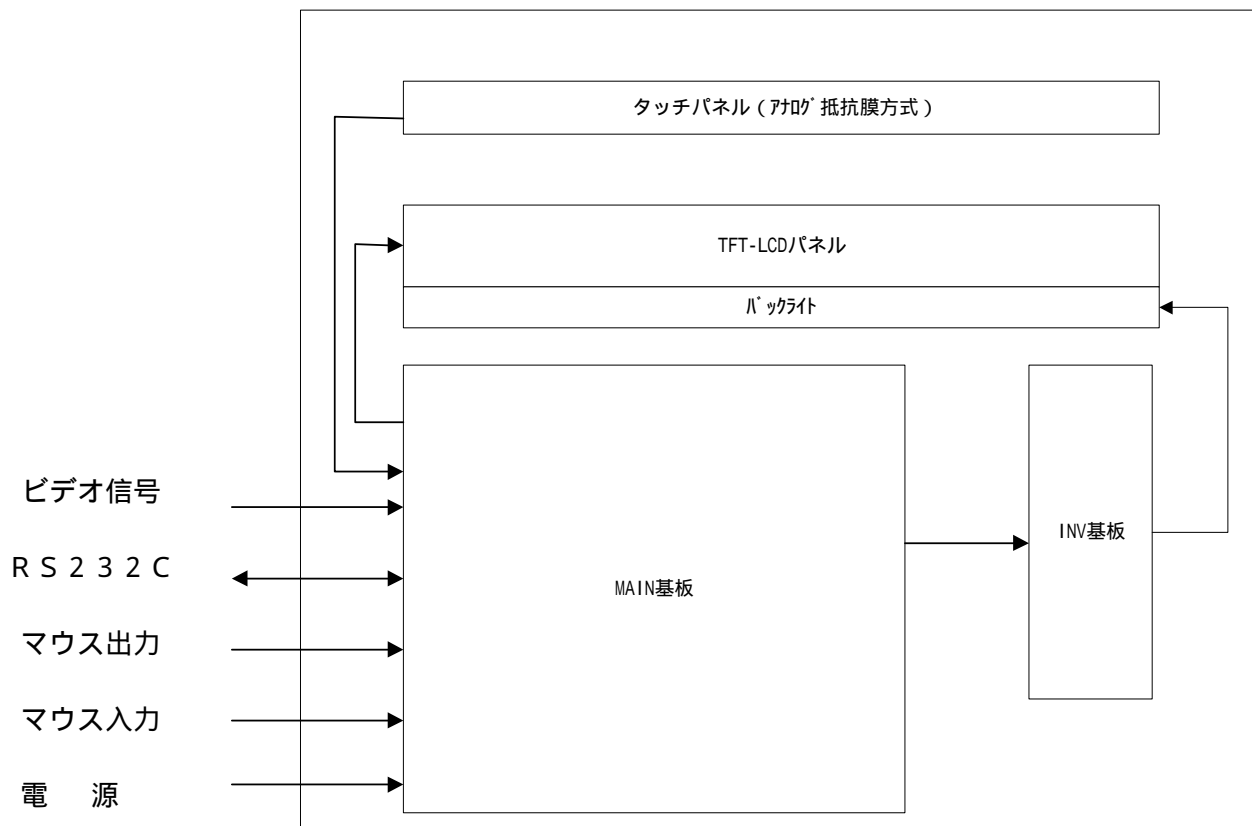 タッチパネル(ｱﾅﾛｸﾞ抵抗膜方式)
TFT-LCDパネル
ﾊﾞｯｸﾗｲﾄ
ビデオ信号
ＲＳ２３２Ｃ
マウス出力
マウス入力
電　源
MAIN基板
INV基板